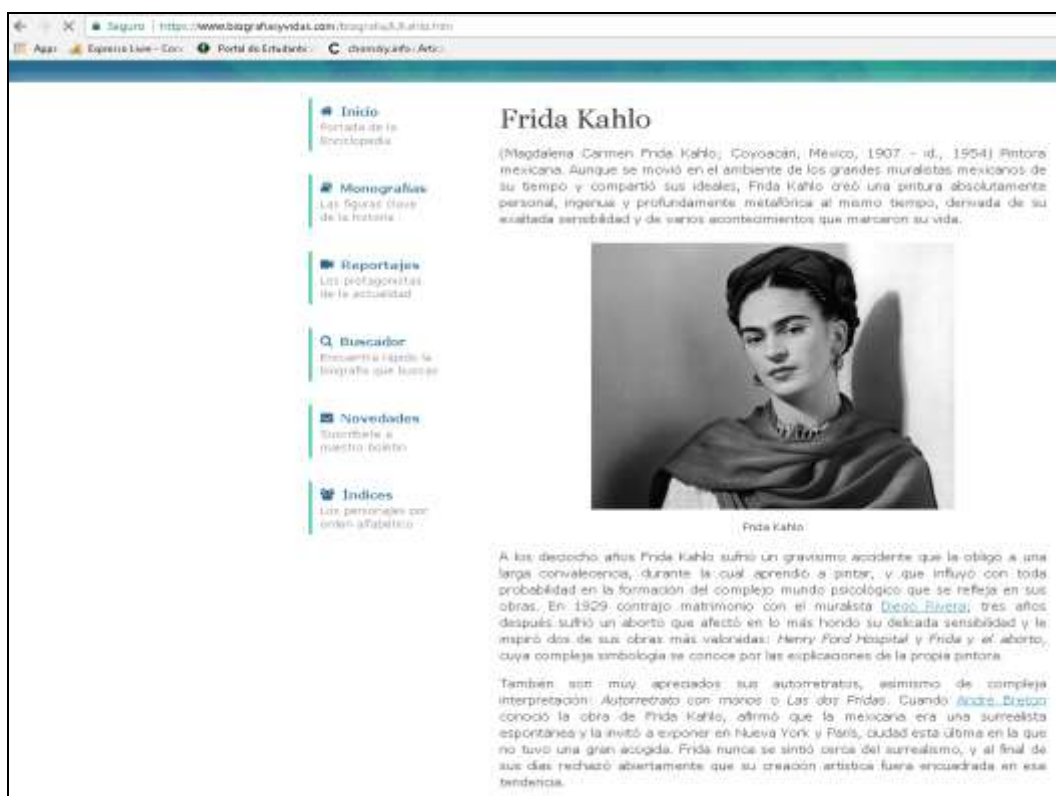 Seguro | https://www.biografiasyvidas.com/biografia/k/kahlo.htm
Apps
Expresso Livre - Con
Portal do Estudante
chemistry.info: Artic
Inicio
Portada de la
Enciclopedia
Monografías
Las figuras clave
de la historia
Reportajes
Los protagonistas
de la actualidad
Buscador
Encuentra rápido la
biografía que buscas
Novedades
Suscríbete a
nuestro boletín
Índices
Los personajes por
orden alfabético
Frida Kahlo
(Magdalena Carmen Frida Kahlo; Coyoacán, México, 1907 - id., 1954) Pintora
mexicana. Aunque se movió en el ambiente de los grandes muralistas mexicanos de
su tiempo y compartió sus ideales, Frida Kahlo creó una pintura absolutamente
personal, ingenua y profundamente metafórica al mismo tiempo, derivada de su
exaltada sensibilidad y de varios acontecimientos que marcaron su vida.
Frida Kahlo
A los dieciocho años Frida Kahlo sufrió un gravísimo accidente que la obligó a una
larga convalecencia, durante la cual aprendió a pintar, y que influyó con toda
probabilidad en la formación del complejo mundo psicológico que se refleja en sus
obras. En 1929 contrajo matrimonio con el muralista Diego Rivera; tres años
después sufrió un aborto que afectó en lo más hondo su delicada sensibilidad y le
inspiró dos de sus obras más valoradas: Henry Ford Hospital y Frida y el aborto,
cuya compleja simbología se conoce por las explicaciones de la propia pintora.
También son muy apreciados sus autorretratos, asimismo de compleja
interpretación: Autorretrato con monos o Las dos Fridas. Cuando André Breton
conoció la obra de Frida Kahlo, afirmó que la mexicana era una surrealista
espontánea y la invitó a exponer en Nueva York y París, ciudad esta última en la que
no tuvo una gran acogida. Frida nunca se sintió cerca del surrealismo, y al final de
sus días rechazó abiertamente que su creación artística fuera encuadrada en esa
tendencia.